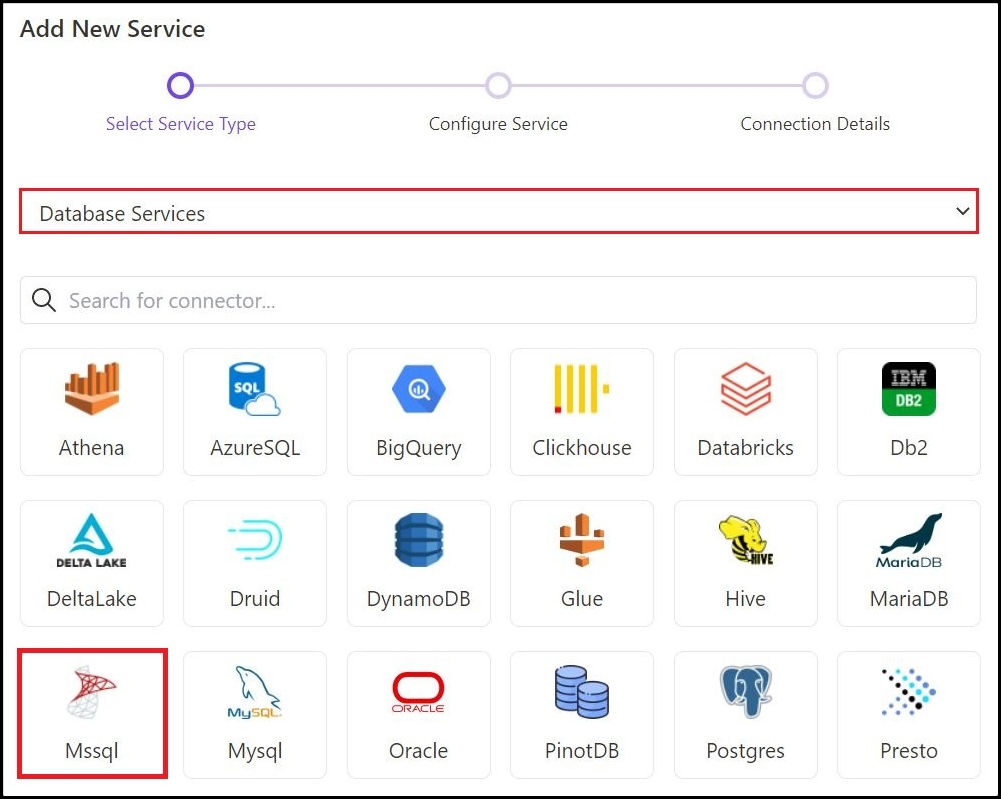 Add New Service
Select Service Type Configure Service Connection Details
Database Services
Search for connector...
SQL IBM DB2
Athena AzureSQL BigQuery Clickhouse Databricks Db2
DELTA LAKE HIVE MariaDB
DeltaLake Druid DynamoDB Glue Hive MariaDB
MySQL ORACLE
Mssql Mysql Oracle PinotDB Postgres Presto